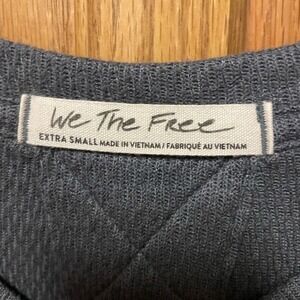 We The Free
EXTRA SMALL MADE IN VIETNAM / FABRIQUÉ AU VIETNAM